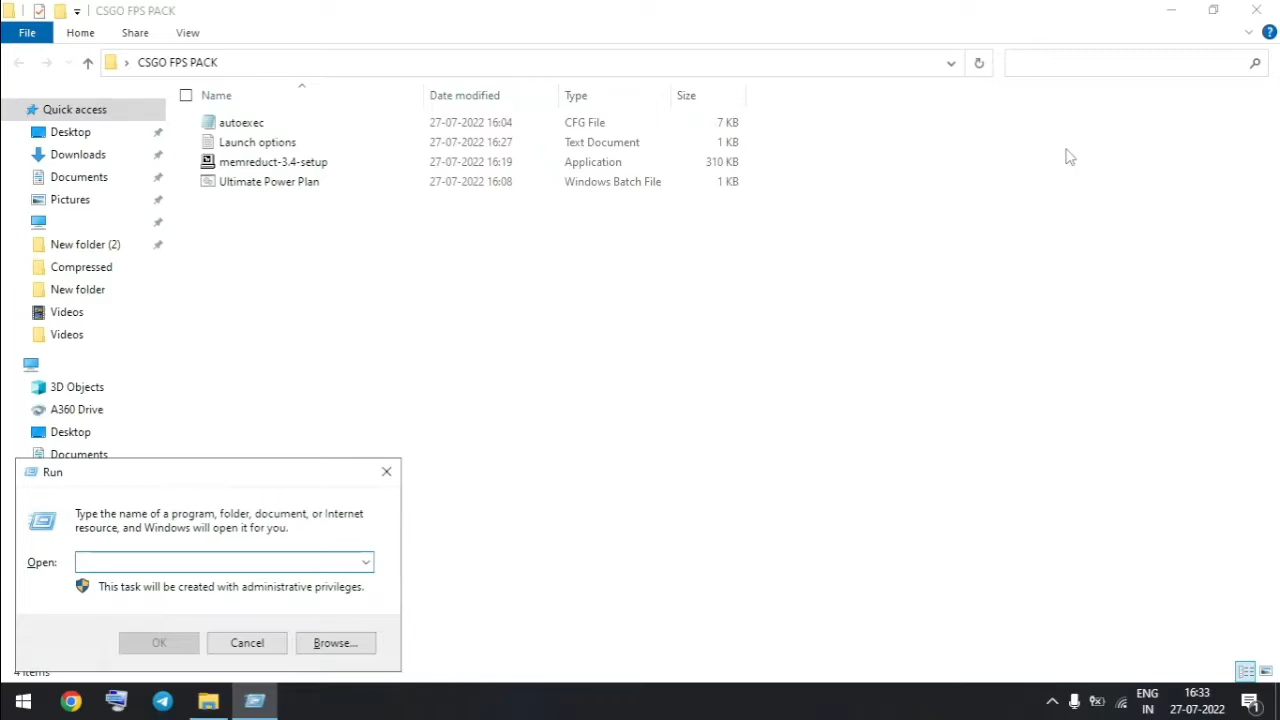 CSGO FPS PACK
File
Home
Share
View
CSGO FPS PACK
Name
Date modified
Type
Size
Quick access
Desktop
Downloads
Documents
Pictures
New folder (2)
Compressed
New folder
Videos
Videos
3D Objects
A360 Drive
Desktop
Documents
autoexec 27-07-2022 16:04 CFG File 7 KB
Launch options 27-07-2022 16:27 Text Document 1 KB
memreduct-3.4-setup 27-07-2022 16:19 Application 310 KB
Ultimate Power Plan 27-07-2022 16:08 Windows Batch File 1 KB
Run
Type the name of a program, folder, document, or Internet
resource, and Windows will open it for you.
Open:
This task will be created with administrative privileges.
OK
Cancel
Browse...
4 items
ENG
IN
16:33
27-07-2022
1